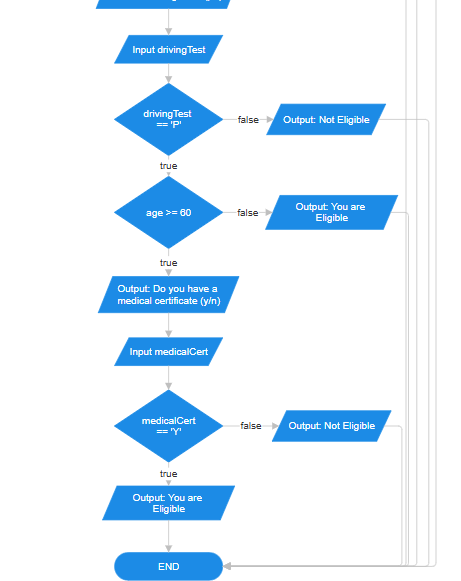 Input drivingTest
drivingTest
== 'P'
false
Output: Not Eligible
true
age >= 60
false
Output: You are
Eligible
true
Output: Do you have a
medical certificate (y/n)
Input medicalCert
medicalCert
== 'Y'
false
Output: Not Eligible
true
Output: You are
Eligible
END